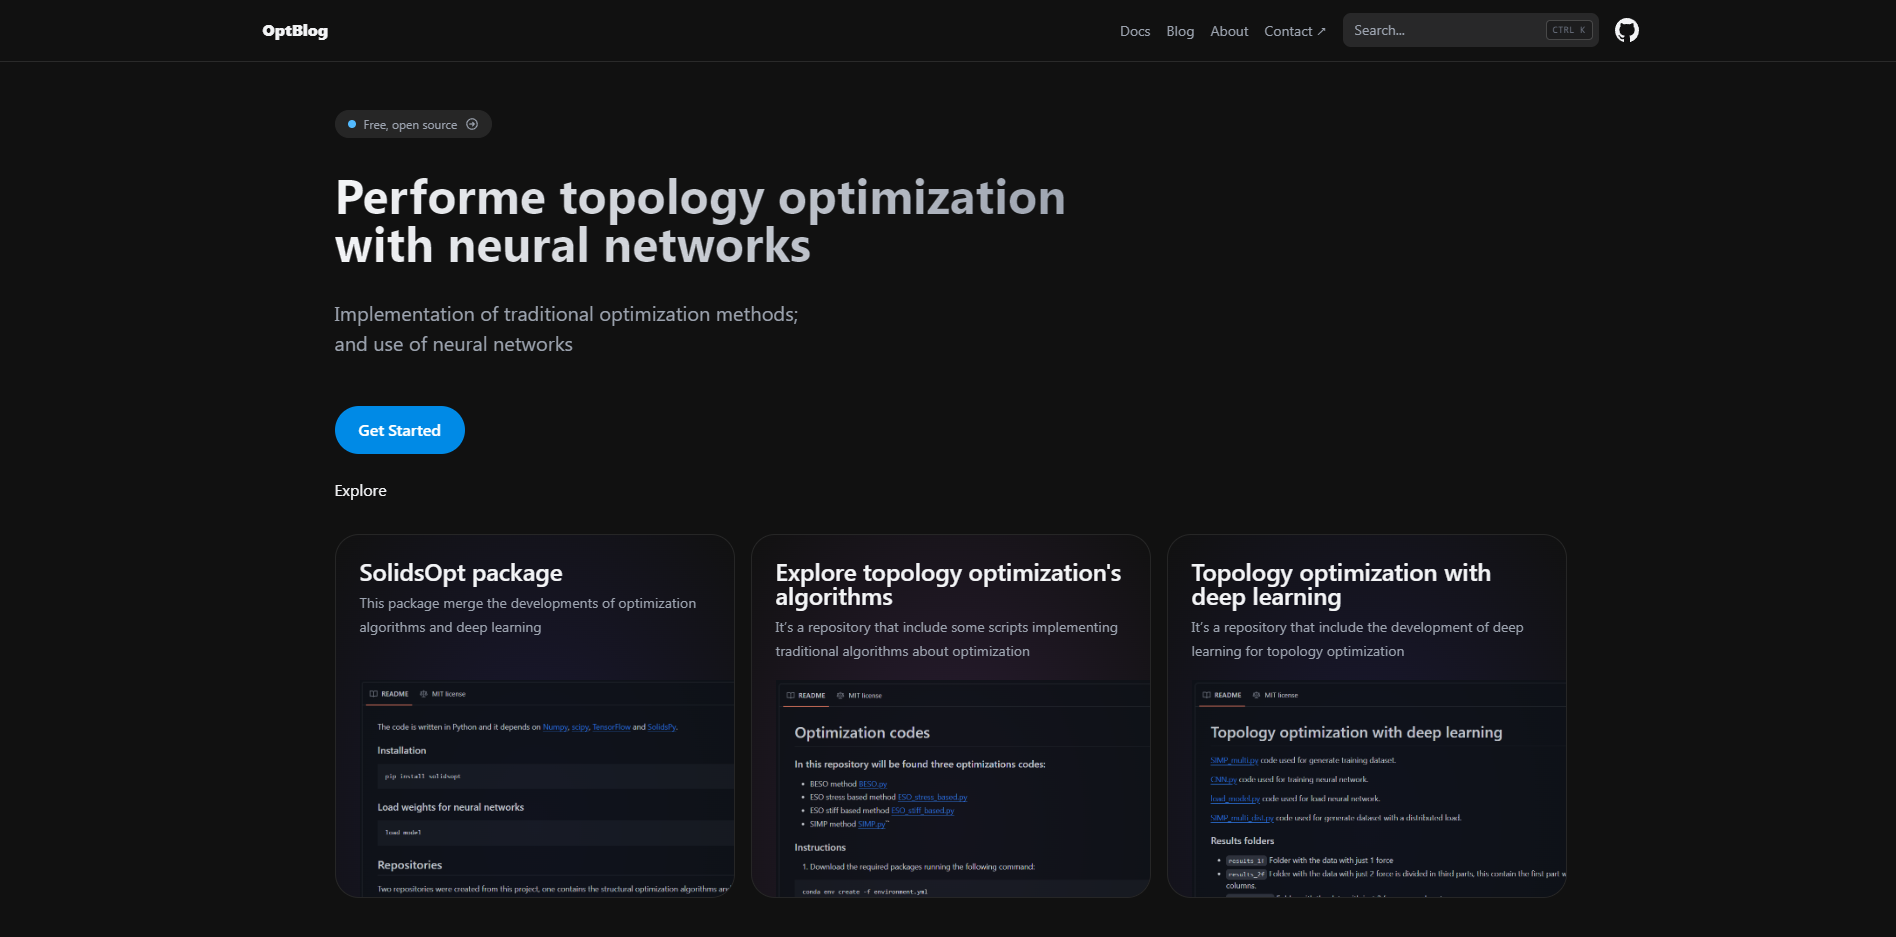 OptBlog
Docs Blog About Contact ↗ Search... CTRL K
Free, open source
Performe topology optimization
with neural networks
Implementation of traditional optimization methods;
and use of neural networks
Get Started
Explore
SolidsOpt package
This package merge the developments of optimization
algorithms and deep learning
README MIT license
The code is written in Python and it depends on Numpy, scipy, TensorFlow and SolidsPy.
Installation
pip install solidsopt
Load weights for neural networks
load model
Repositories
Two repositories were created from this project, one contains the structural optimization algorithms
Explore topology optimization's
algorithms
It's a repository that include some scripts implementing
traditional algorithms about optimization
README MIT license
Optimization codes
In this repository will be found three optimizations codes:
• BESO method BESO.py
• ESO stress based method ESO_stress_based.py
• ESO stiff based method ESO_stiff_based.py
• SIMP method SIMP.py~
Instructions
1. Download the required packages running the following command:
conda env create -f environment.yml
Topology optimization with
deep learning
It's a repository that include the development of deep
learning for topology optimization
README MIT license
Topology optimization with deep learning
SIMP_multi.py code used for generate training dataset.
CNN.py code used for training neural network.
load_model.py code used for load neural network.
SIMP_multi_dist.py code used for generate dataset with a distributed load.
Results folders
• results_1f Folder with the data with just 1 force
• results_2f Folder with the data with just 2 force is divided in third parts, this contain the first part
columns.